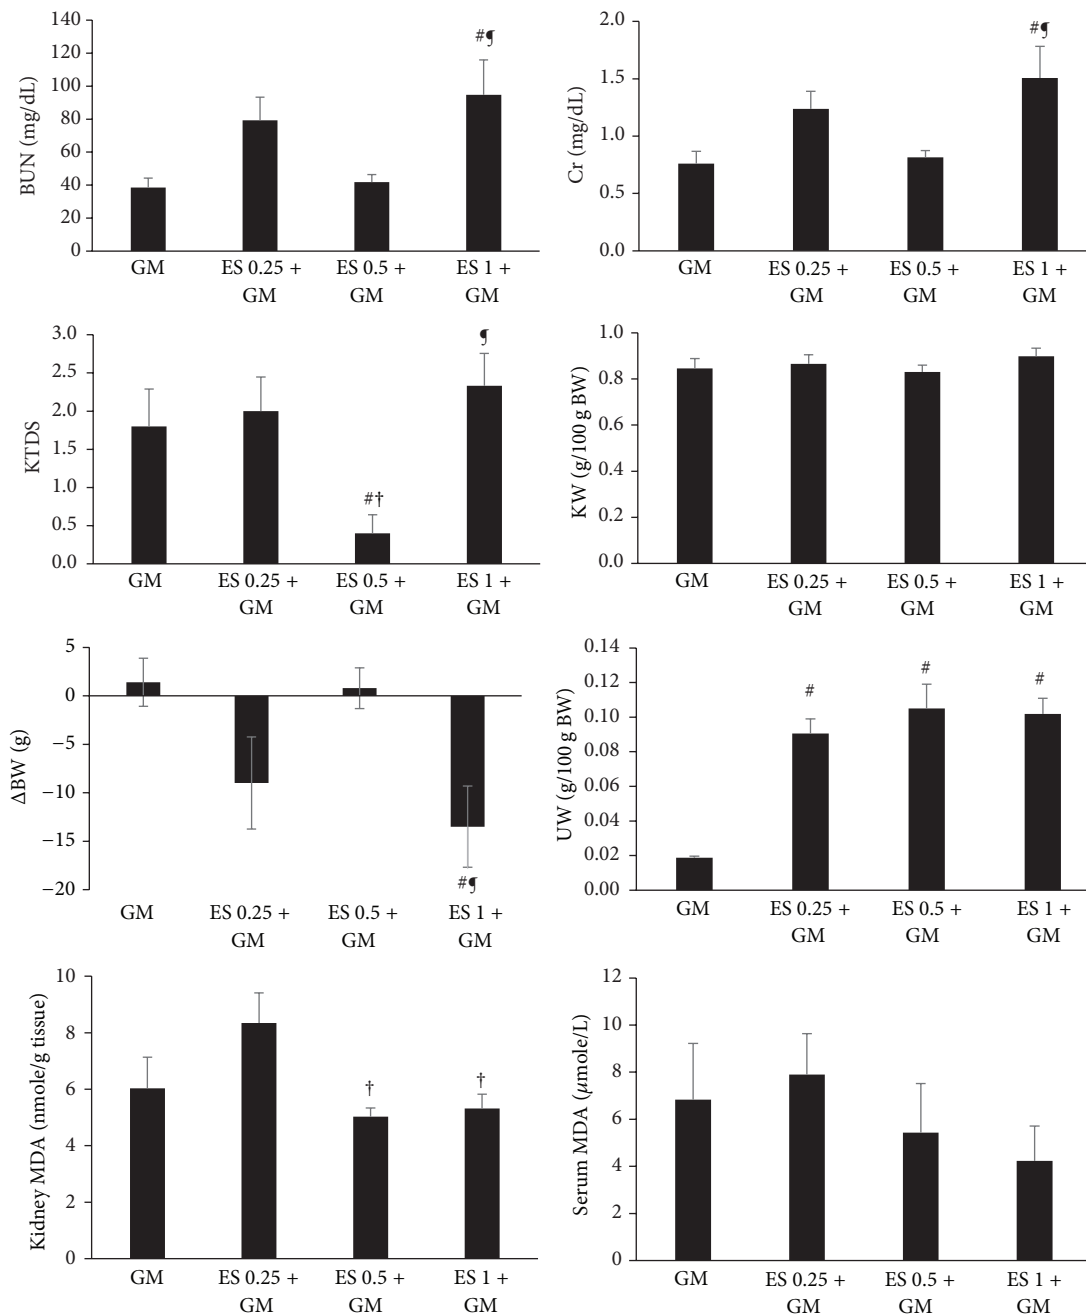 BUN (mg/dL)
140
120
100
80
60
40
20
0
#¶
GM
ES 0.25 +
GM
ES 0.5 +
GM
ES 1 +
GM
Cr (mg/dL)
2.0
1.5
1.0
0.5
0.0
#¶
GM
ES 0.25 +
GM
ES 0.5 +
GM
ES 1 +
GM
KTDS
3.0
2.5
2.0
1.5
1.0
0.5
0.0
#†
¶
GM
ES 0.25 +
GM
ES 0.5 +
GM
ES 1 +
GM
KW (g/100 g BW)
1.0
0.8
0.6
0.4
0.2
0.0
GM
ES 0.25 +
GM
ES 0.5 +
GM
ES 1 +
GM
ΔBW (g)
5
0
−5
−10
−15
−20
#¶
GM
ES 0.25 +
GM
ES 0.5 +
GM
ES 1 +
GM
UW (g/100 g BW)
0.14
0.12
0.10
0.08
0.06
0.04
0.02
0.00
#
#
#
GM
ES 0.25 +
GM
ES 0.5 +
GM
ES 1 +
GM
Kidney MDA (nmole/g tissue)
10
8
6
4
2
0
†
†
GM
ES 0.25 +
GM
ES 0.5 +
GM
ES 1 +
GM
Serum MDA (μmole/L)
12
10
8
6
4
2
0
GM
ES 0.25 +
GM
ES 0.5 +
GM
ES 1 +
GM